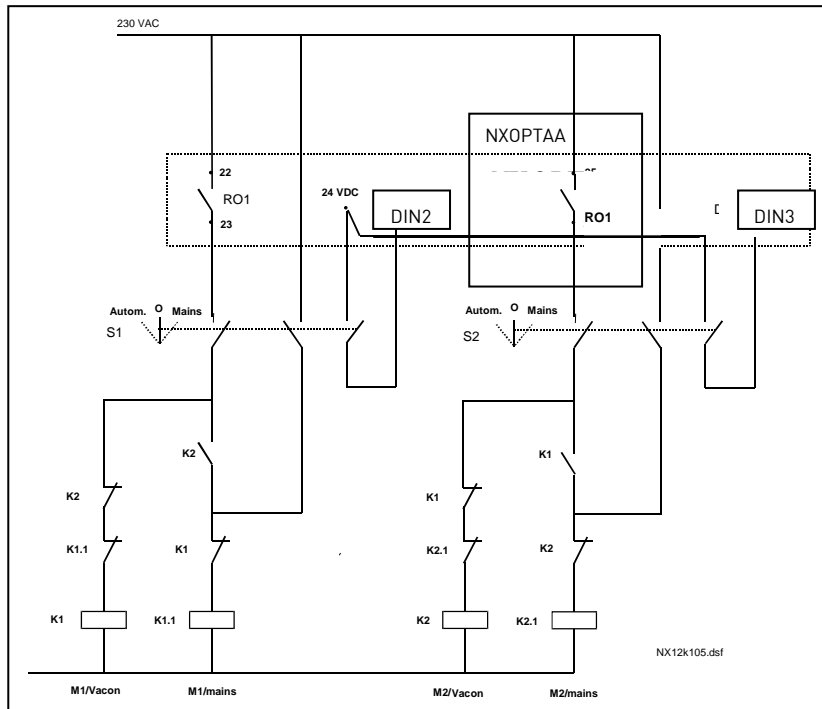 230 VAC
NXOPTAA
22
RO1
24 VDC
DIN2
RO1
DIN3
23
Autom. O Mains
S1
Autom. O Mains
S2
K2
K1
K2
K1
K1.1
K1
K2.1
K2
K1
K1.1
K2
K2.1
NX12k105.dsf
M1/Vacon
M1/mains
M2/Vacon
M2/mains